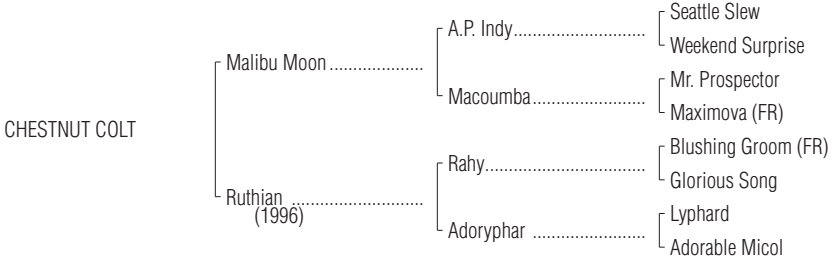 Seattle Slew
A.P. Indy..............................
Weekend Surprise
Malibu Moon .....................
Mr. Prospector
Macoumba..........................
Maximova (FR)
CHESTNUT COLT
Blushing Groom (FR)
Rahy.....................................
Glorious Song
Ruthian ..............................
(1996)
Lyphard
Adoryphar ..........................
Adorable Micol